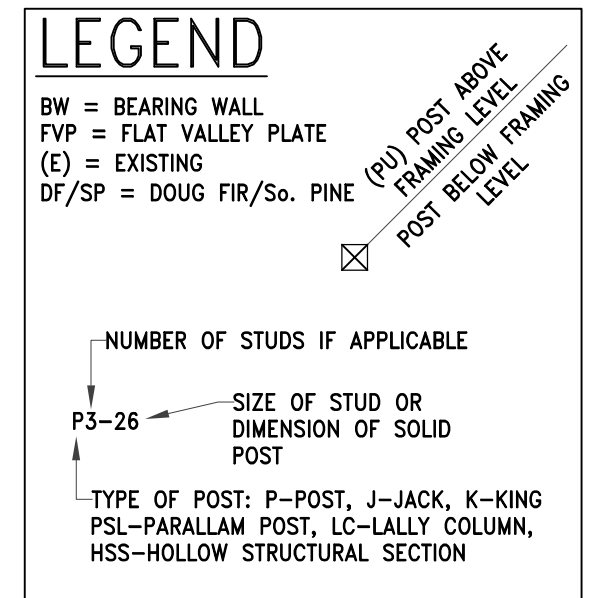 LEGEND
BW = BEARING WALL
FVP = FLAT VALLEY PLATE
(E) = EXISTING
DF/SP = DOUG FIR/So. PINE
(PU) POST ABOVE
FRAMING LEVEL
POST BELOW FRAMING
LEVEL
NUMBER OF STUDS IF APPLICABLE
P3-26
SIZE OF STUD OR
DIMENSION OF SOLID
POST
TYPE OF POST: P-POST, J-JACK, K-KING
PSL-PARALLAM POST, LC-LALLY COLUMN,
HSS-HOLLOW STRUCTURAL SECTION